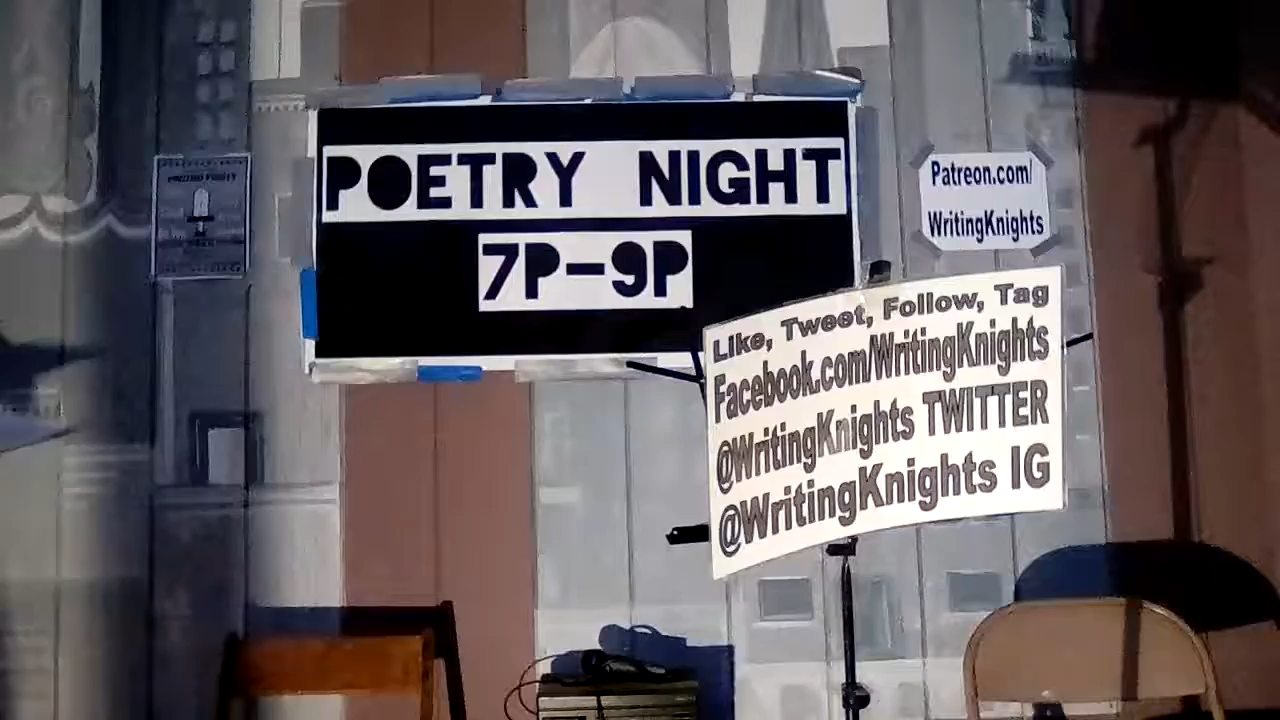 POETRY NIGHT
7P-9P
Patreon.com/
WritingKnights
Like, Tweet, Follow, Tag
Facebook.com/WritingKnights
@WritingKnights TWITTER
@WritingKnights IG